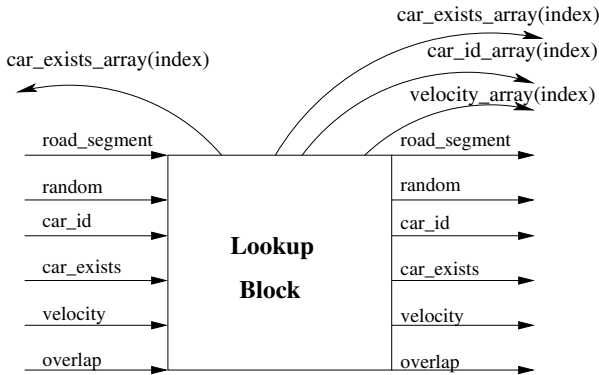 car_exists_array(index)
car_id_array(index)
car_exists_array(index)
velocity_array(index)
road_segment
road_segment
random
random
car_id
car_id
Lookup
car_exists
car_exists
Block
velocity
velocity
overlap
overlap